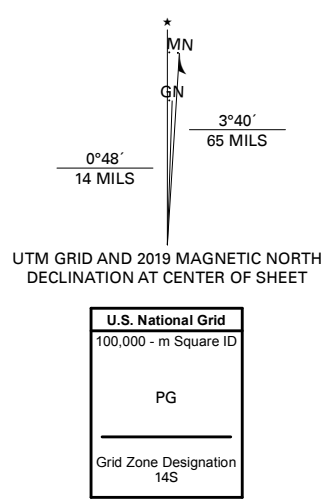 MN
GN
3°40´
65 MILS
0°48´
14 MILS
UTM GRID AND 2019 MAGNETIC NORTH
DECLINATION AT CENTER OF SHEET
U.S. National Grid
100,000 - m Square ID
PG
Grid Zone Designation
14S